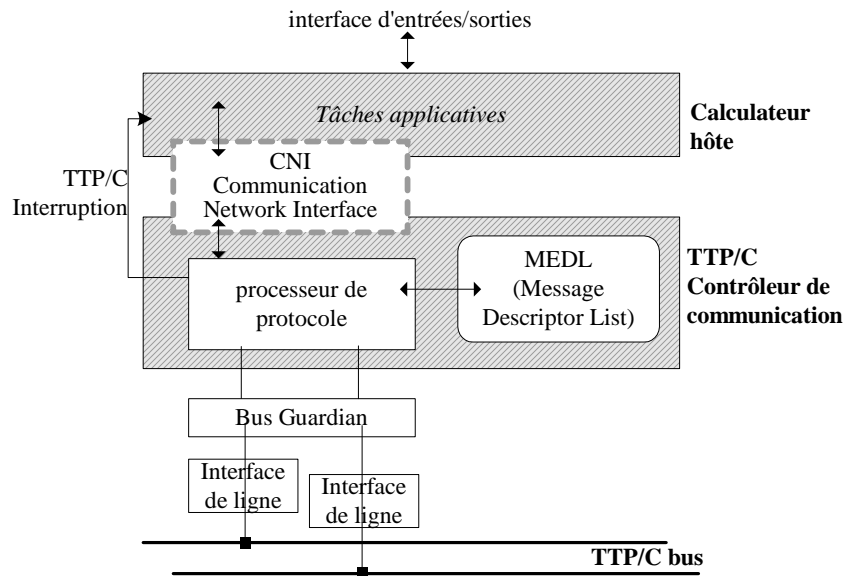 interface d'entrées/sorties
Tâches applicatives
Calculateur
hôte
CNI
Communication
Network Interface
TTP/C
Interruption
MEDL
(Message
Descriptor List)
TTP/C
Contrôleur de
communication
processeur de
protocole
Bus Guardian
Interface
de ligne
Interface
de ligne
TTP/C bus